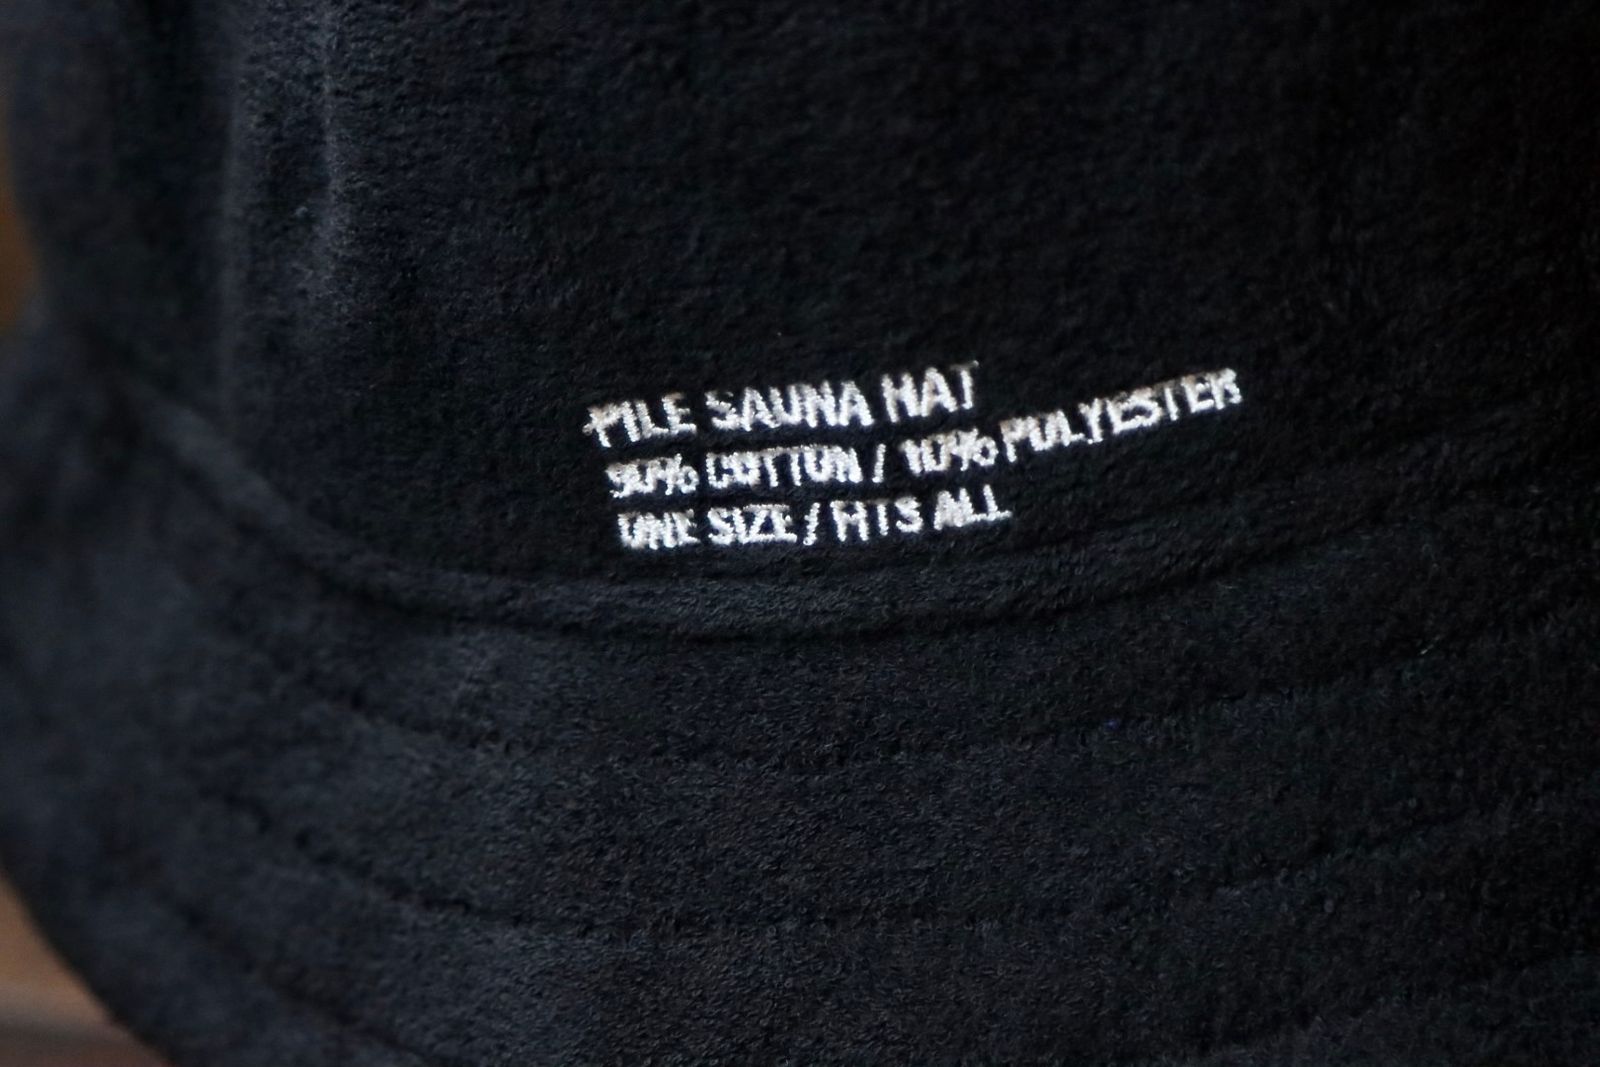 PILE SAUNA HAT
90% COTTON / 10% POLYESTER
ONE SIZE / FITS ALL